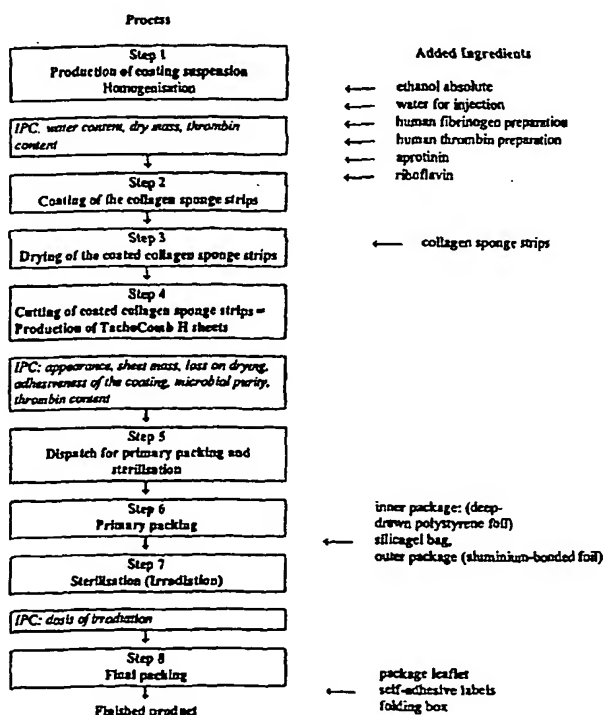 Process
Step 1
Production of coating suspension
Homogenisation
IPC: water content, dry mass, thrombin
content
Step 2
Coating of the collagen sponge strips
Step 3
Drying of the coated collagen sponge strips
Step 4
Cutting of coated collagen sponge strips =
Production of TachoComb H sheets
IPC: appearance, sheet mass, loss on drying,
adhesiveness of the coating, microbial purity,
thrombin content
Step 5
Dispatch for primary packing and
sterilisation
Step 6
Primary packing
Step 7
Sterilisation (Irradiation)
IPC: dosis of irradiation
Step 8
Final packing
Finished product
Added Ingredients
ethanol absolute
water for injection
human fibrinogen preparation
human thrombin preparation
aprotinin
riboflavin
collagen sponge strips
inner package: (deep-
drawn polystyrene foil)
silicagel bag,
outer package (aluminium-bonded foil)
package leaflet
self-adhesive labels
folding box